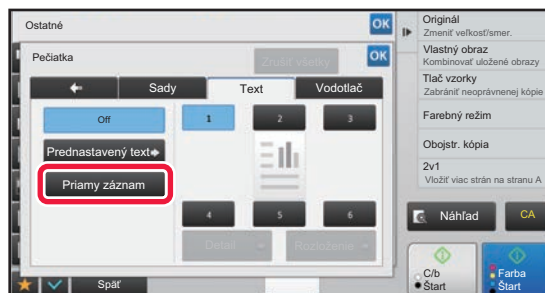 Ostatné
OK
Pečiatka
Zrušiť všetky
OK
Sady
Text
Vodotlač
Off
Prednastavený text
Priamy záznam
1
2
3
4
5
6
Detail
Rozloženie
Späť
Originál
Zmeniť veľkosť/smer.
Vlastný obraz
Kombinovať uložené obrazy
Tlač vzorky
Zabrániť neoprávnenej kópie
Farebný režim
Obojstr. kópia
2v1
Vložiť viac strán na stranu A
Náhľad
CA
C/b
Štart
Farba
Štart